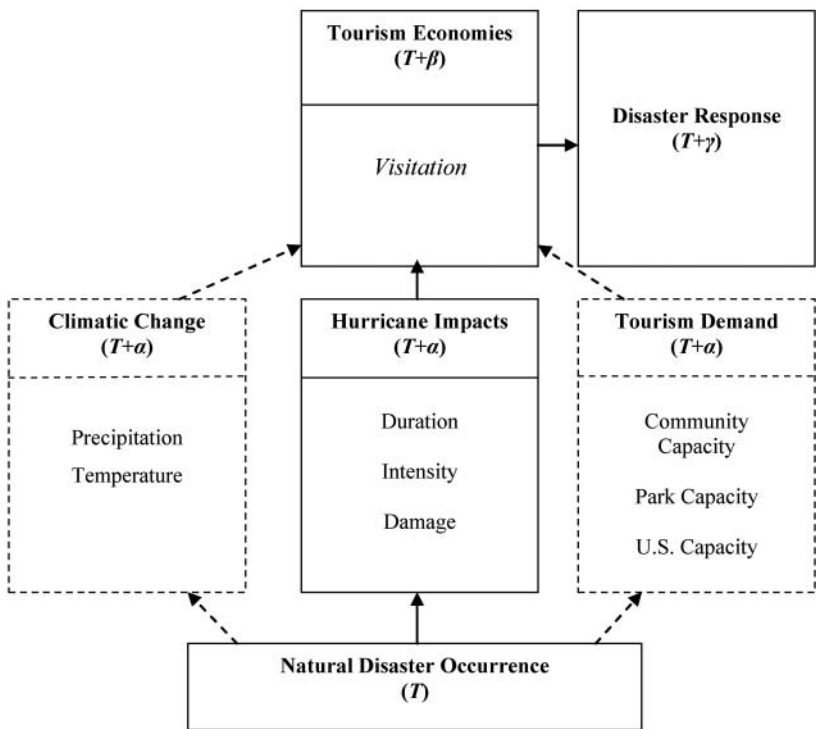 Tourism Economies
(T+β)
Visitation
Disaster Response
(T+γ)
Climatic Change
(T+α)
Precipitation
Temperature
Hurricane Impacts
(T+α)
Duration
Intensity
Damage
Tourism Demand
(T+α)
Community
Capacity
Park Capacity
U.S. Capacity
Natural Disaster Occurrence
(T)